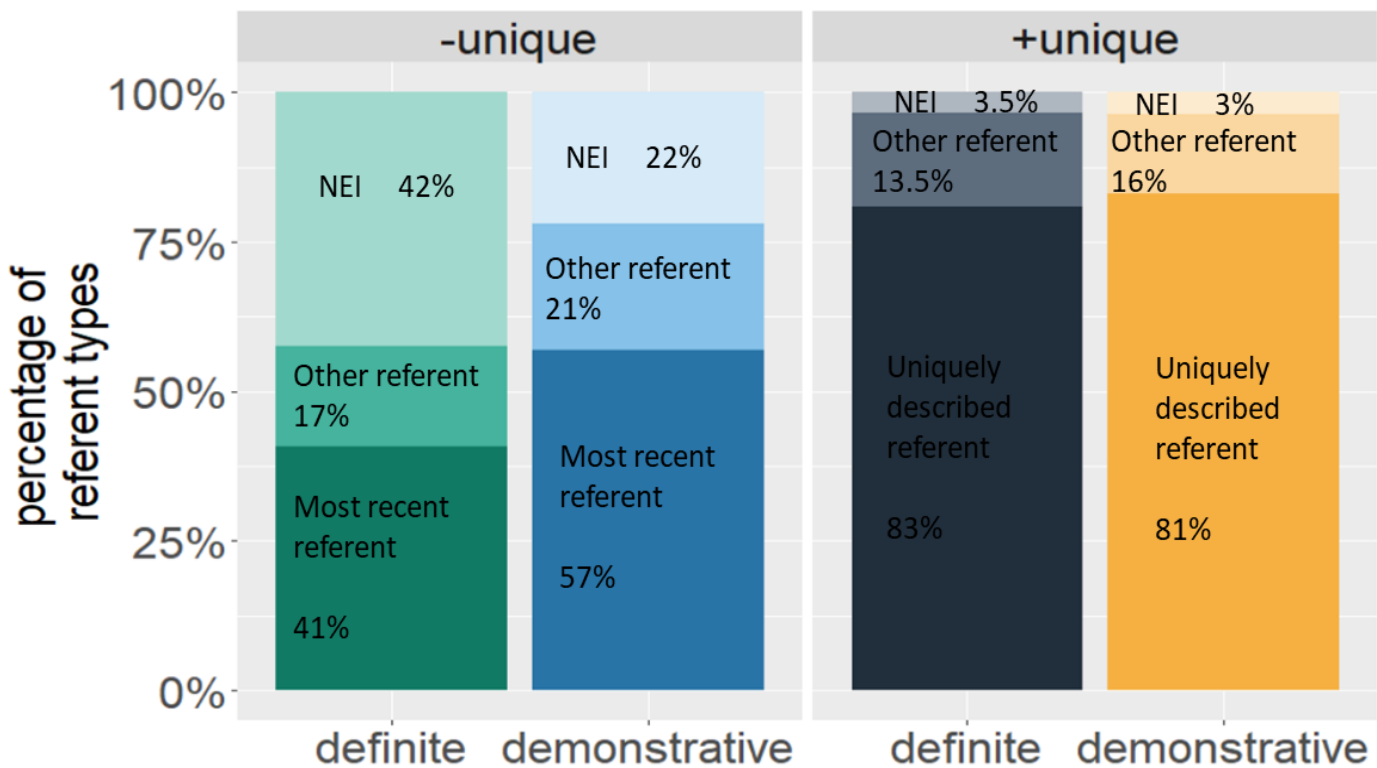 -unique
+unique
percentage of
referent types
100%
75%
50%
25%
0%
NEI 42%
Other referent
17%
Most recent
referent
41%
NEI 22%
Other referent
21%
Most recent
referent
57%
NEI 3.5%
Other referent
13.5%
Uniquely
described
referent
83%
NEI 3%
Other referent
16%
Uniquely
described
referent
81%
definite
demonstrative
definite
demonstrative